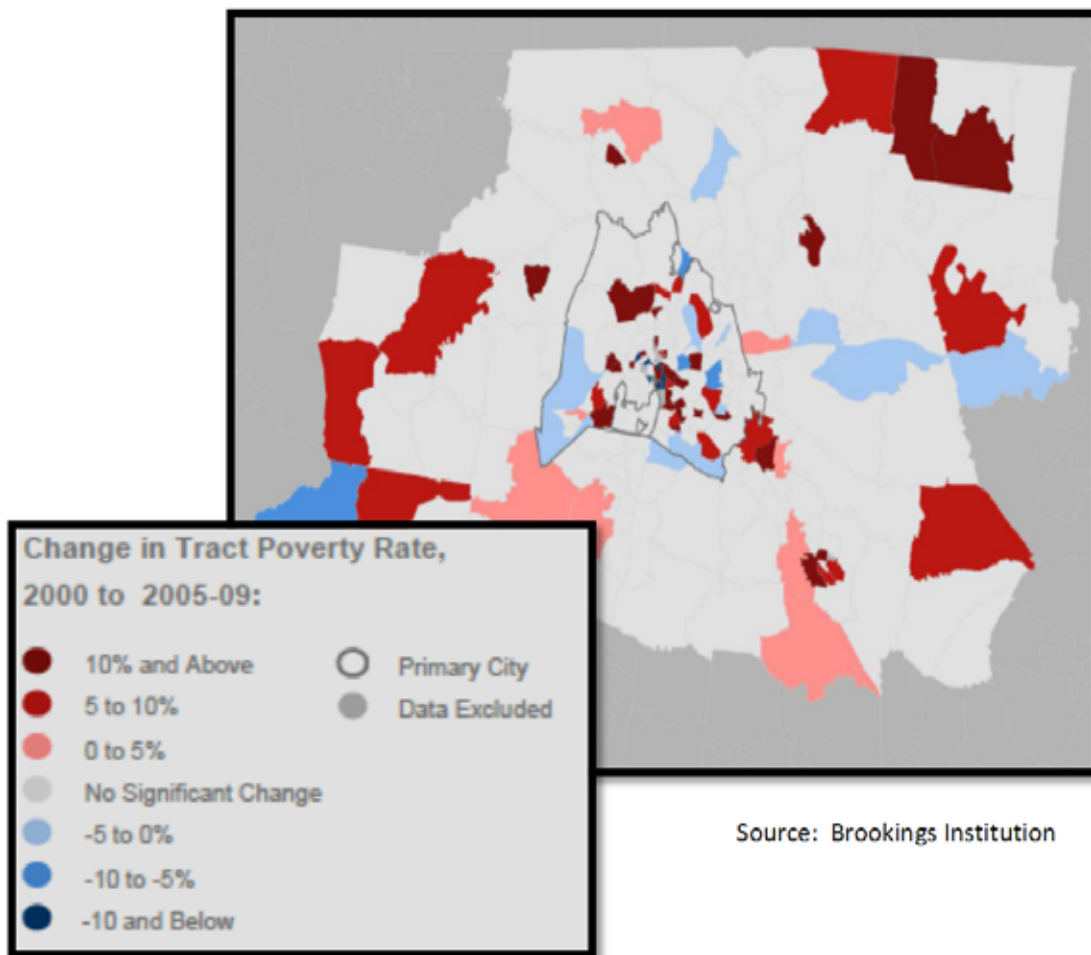 Change in Tract Poverty Rate,
2000 to 2005-09:
10% and Above
5 to 10%
0 to 5%
No Significant Change
-5 to 0%
-10 to -5%
-10 and Below
Primary City
Data Excluded
Source: Brookings Institution